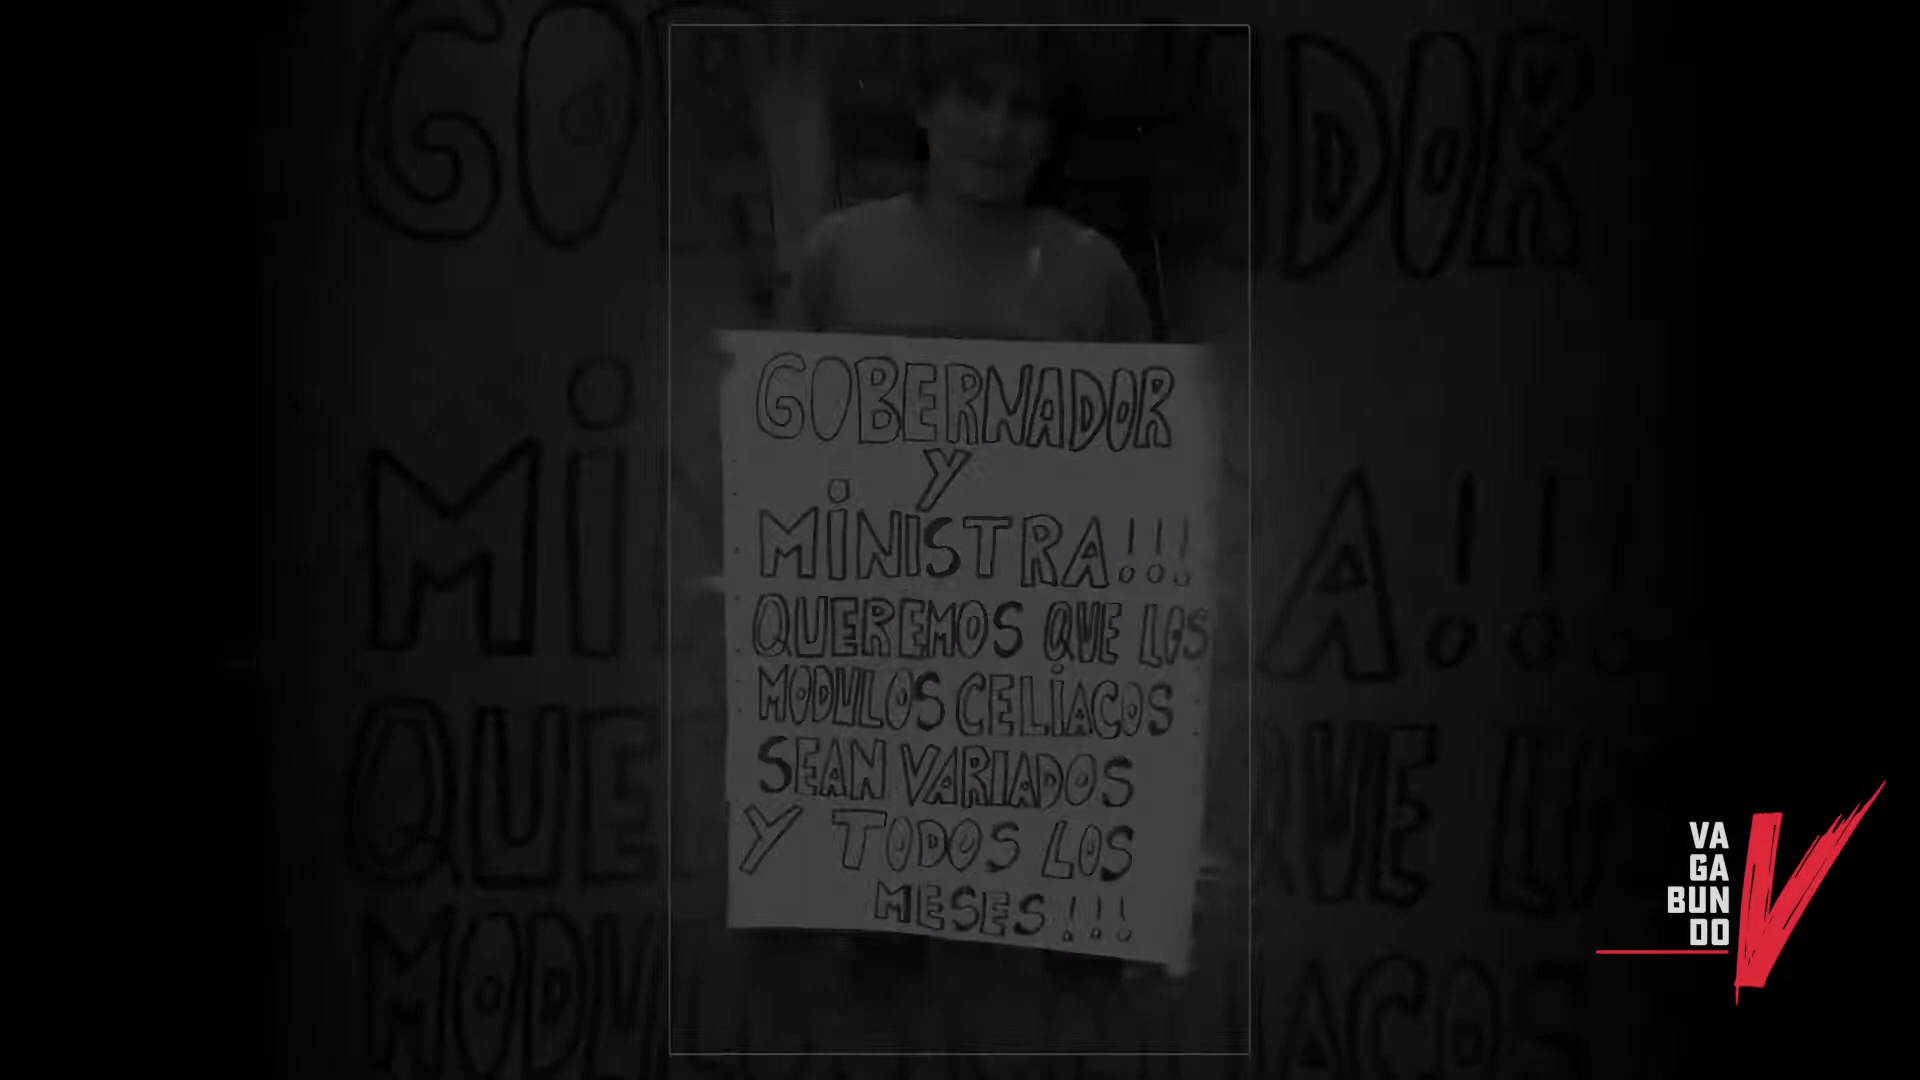 GOBERNADOR
Y
MiNISTRA!!!
QUEREMOS QUE LOS
MODULOS CELiACOS
SEAN VARIADOS
Y TODOS LOS
MESES!!!
VA
GA
BUN
DO
V